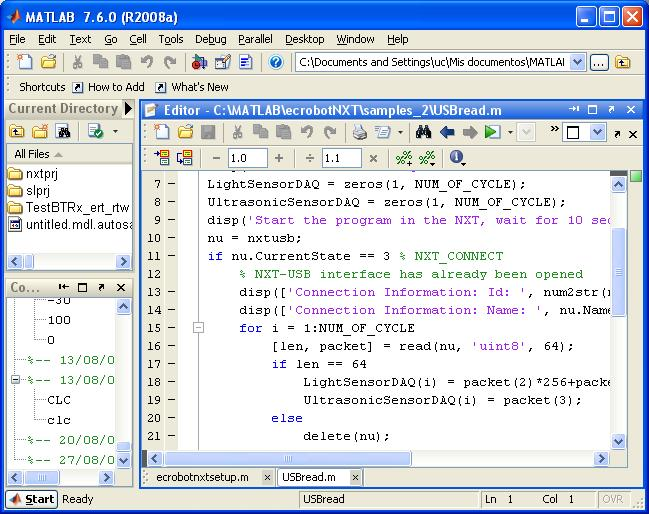 MATLAB 7.6.0 (R2008a)
File Edit Text Go Cell Tools Debug Parallel Desktop Window Help
C:\Documents and Settings\uc\Mis documentos\MATLA
...
Shortcuts How to Add What's New
Current Directory
All Files
nxtprj
slprj
TestBTRx_ert_rtw
untitled.mdl.autosa
Co...
-30
100
0
%-- 13/08/0
%-- 13/08/0
CLC
clc
%-- 20/08/0
%-- 27/08/0
Editor - C:\MATLAB\ecrobotNXT\samples_2\USBread.m
− 1.0 + ÷ 1.1 ×
7 – LightSensorDAQ = zeros(1, NUM_OF_CYCLE);
8 – UltrasonicSensorDAQ = zeros(1, NUM_OF_CYCLE);
9 – disp('Start the program in the NXT, wait for 10 sec
10 – nu = nxtusb;
11 – if nu.CurrentState == 3 % NXT_CONNECT
12 % NXT-USB interface has already been opened
13 – disp(['Connection Information: Id: ', num2str(n
14 – disp(['Connection Information: Name: ', nu.Name
15 – for i = 1:NUM_OF_CYCLE
16 – [len, packet] = read(nu, 'uint8', 64);
17 – if len == 64
18 – LightSensorDAQ(i) = packet(2)*256+packe
19 – UltrasonicSensorDAQ(i) = packet(3);
20 – else
21 – delete(nu);
ecrobotnxtsetup.m × USBread.m ×
Start Ready USBread Ln 1 Col 1 OVR